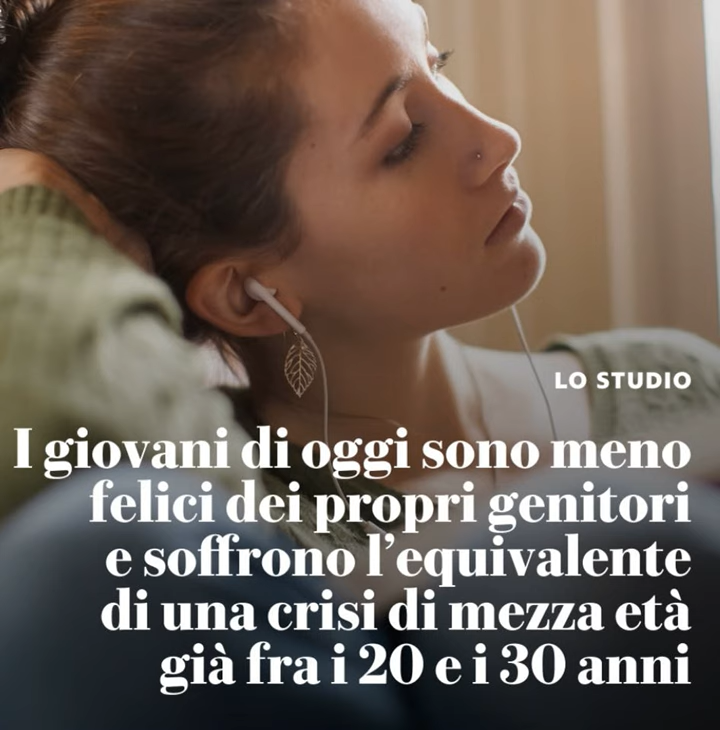 LO STUDIO
I giovani di oggi sono meno
felici dei propri genitori
e soffrono l’equivalente
di una crisi di mezza età
già fra i 20 e i 30 anni